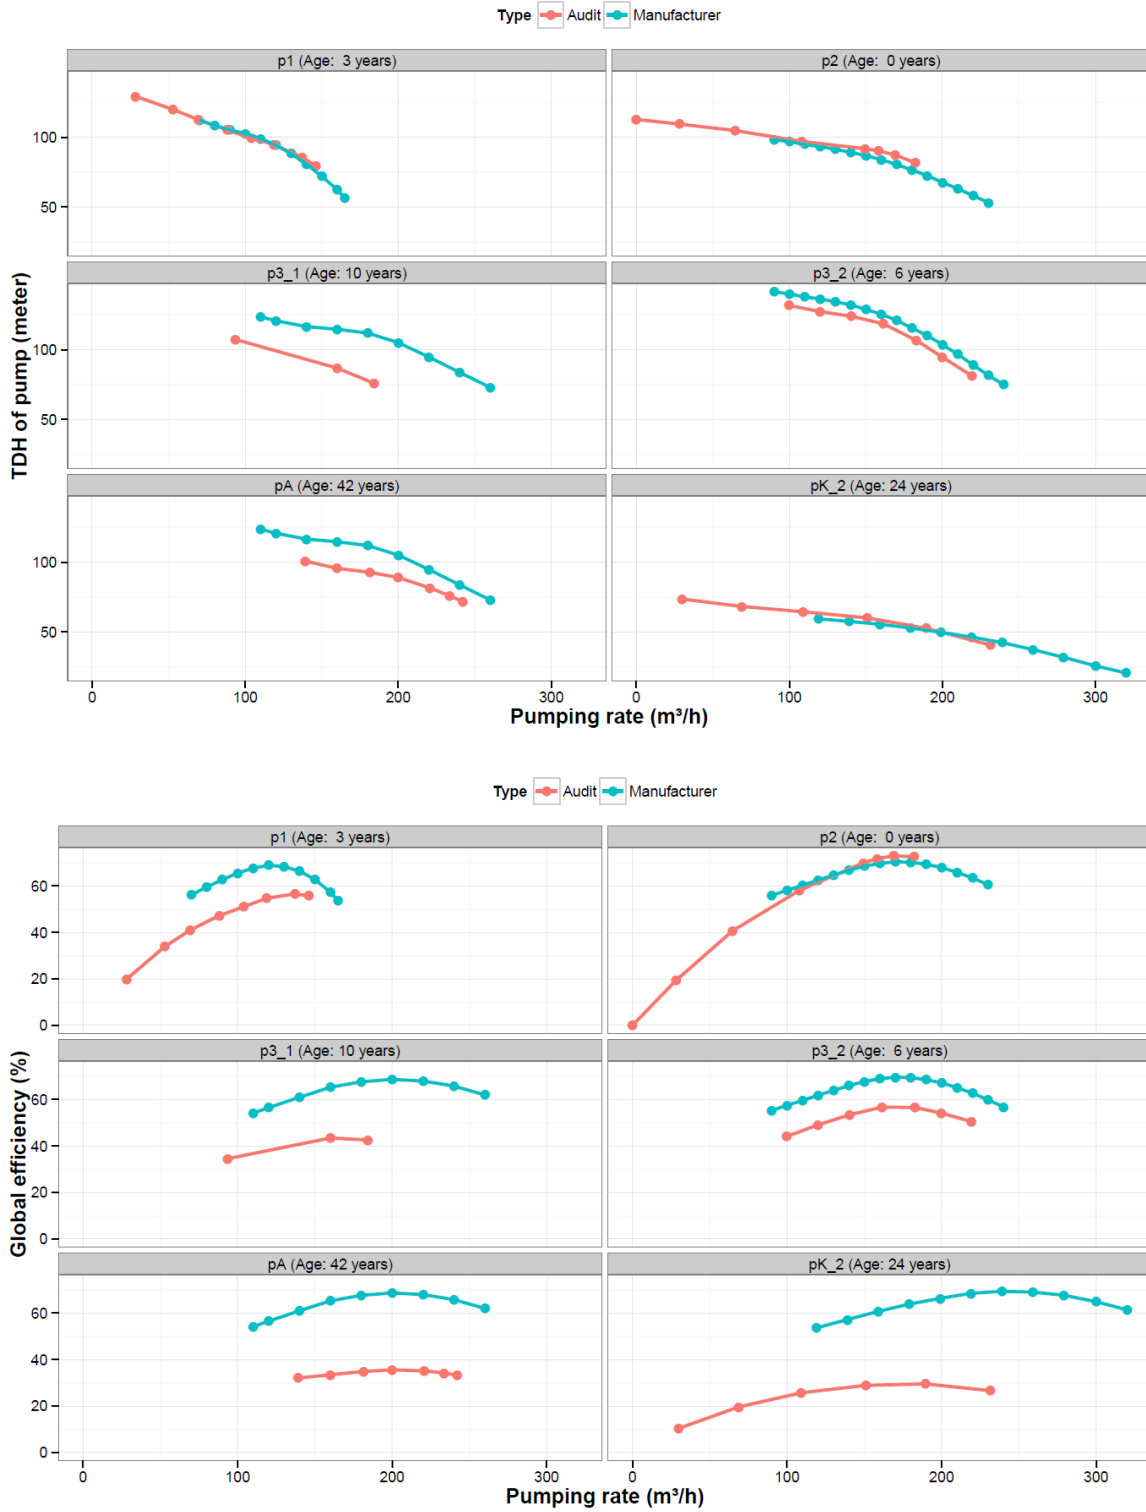 Type Audit Manufacturer
p1 (Age: 3 years) p2 (Age: 0 years)
100
50
p3_1 (Age: 10 years) p3_2 (Age: 6 years)
100
50
pA (Age: 42 years) pK_2 (Age: 24 years)
100
50
0 100 200 300 0 100 200 300
TDH of pump (meter)
Pumping rate (m³/h)
Type Audit Manufacturer
p1 (Age: 3 years) p2 (Age: 0 years)
60
40
20
0
p3_1 (Age: 10 years) p3_2 (Age: 6 years)
60
40
20
0
pA (Age: 42 years) pK_2 (Age: 24 years)
60
40
20
0
0 100 200 300 0 100 200 300
Global efficiency (%)
Pumping rate (m³/h)